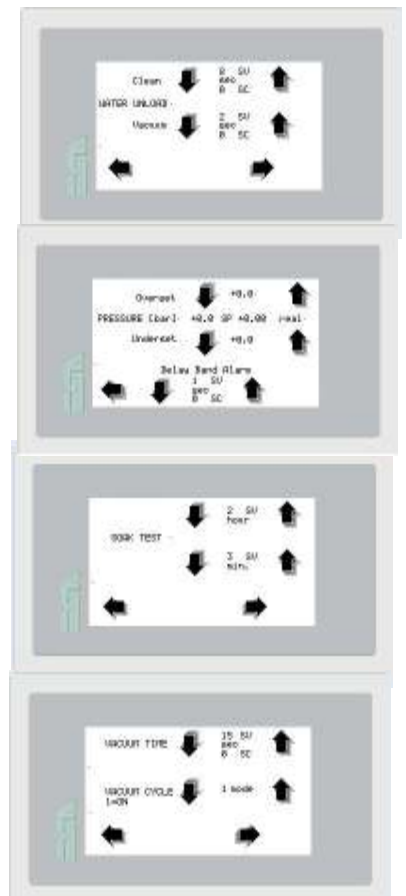 Clean 8 SV
sec
0 SC
WATER UNLOAD
Vacuum 2 SV
sec
0 SC
Overset +0.0
PRESSURE [bar] +0.0 SP +0.00 real
Underset +0.0
Delay Band Alarm
1 SV
sec
0 SC
2 SV
hour
SOAK TEST
3 SV
min.
VACUUM TIME 15 SV
sec
0 SC
VACUUM CYCLE 1 mode
1=ON